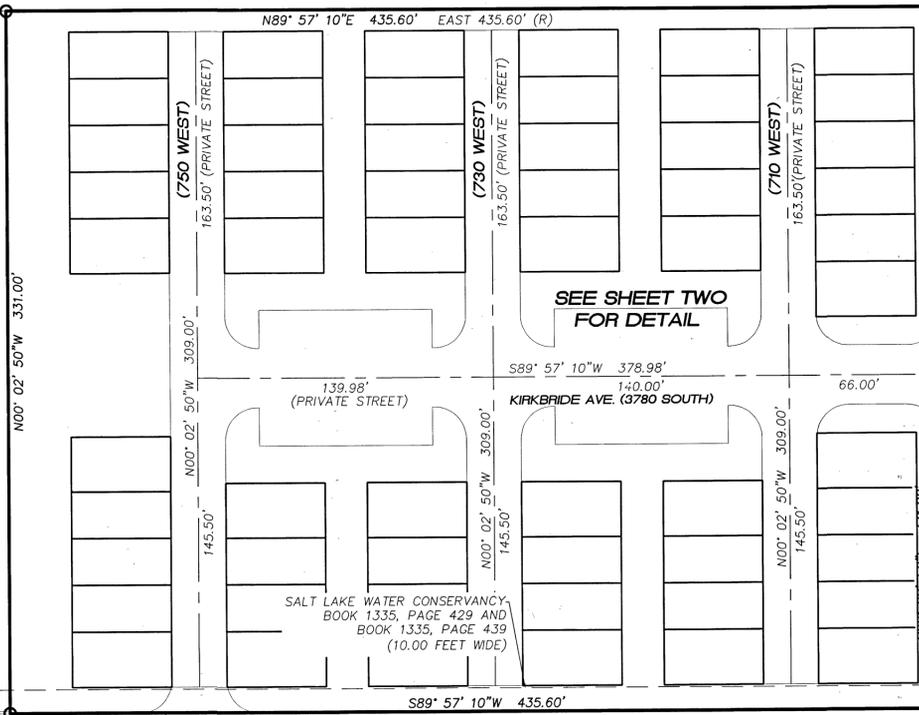 N89° 57' 10"E 435.60' EAST 435.60' (R)
(750 WEST)
163.50' (PRIVATE STREET)
(730 WEST)
163.50' (PRIVATE STREET)
(710 WEST)
163.50'(PRIVATE STREET)
N00° 02' 50"W 331.00'
SEE SHEET TWO
FOR DETAIL
N00° 02' 50"W 309.00'
S89° 57' 10"W 378.98'
139.98'
(PRIVATE STREET)
140.00'
66.00'
KIRKBRIDE AVE. (3780 SOUTH)
N00° 02' 50"W 309.00'
N00° 02' 50"W 309.00'
145.50'
145.50'
145.50'
SALT LAKE WATER CONSERVANCY
BOOK 1335, PAGE 429 AND
BOOK 1335, PAGE 439
(10.00 FEET WIDE)
S89° 57' 10"W 435.60'